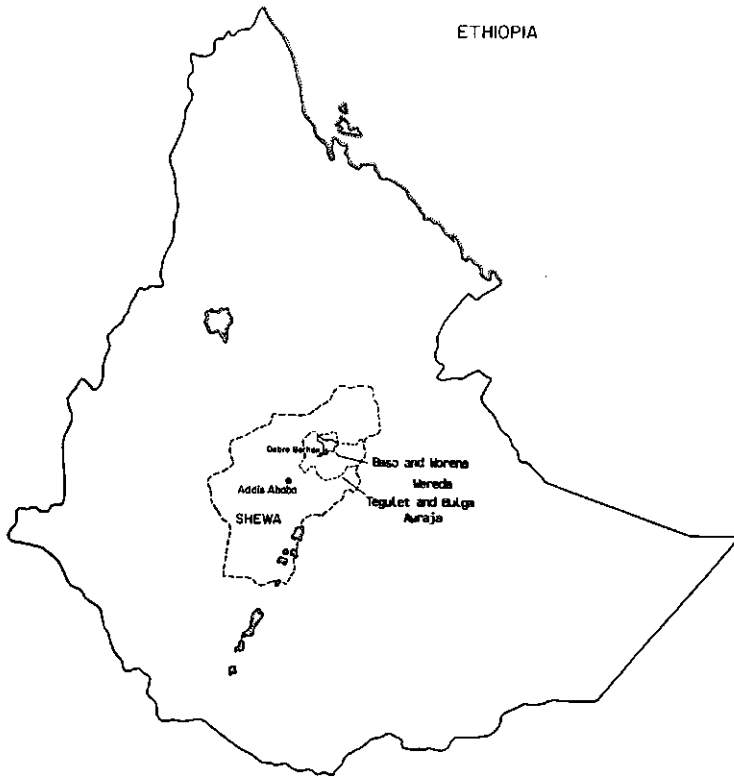 ETHIOPIA
Debre Berhan
Baso and Worena
Wereda
Addis Ababa
Tegulet and Bulga
Awraja
SHEWA